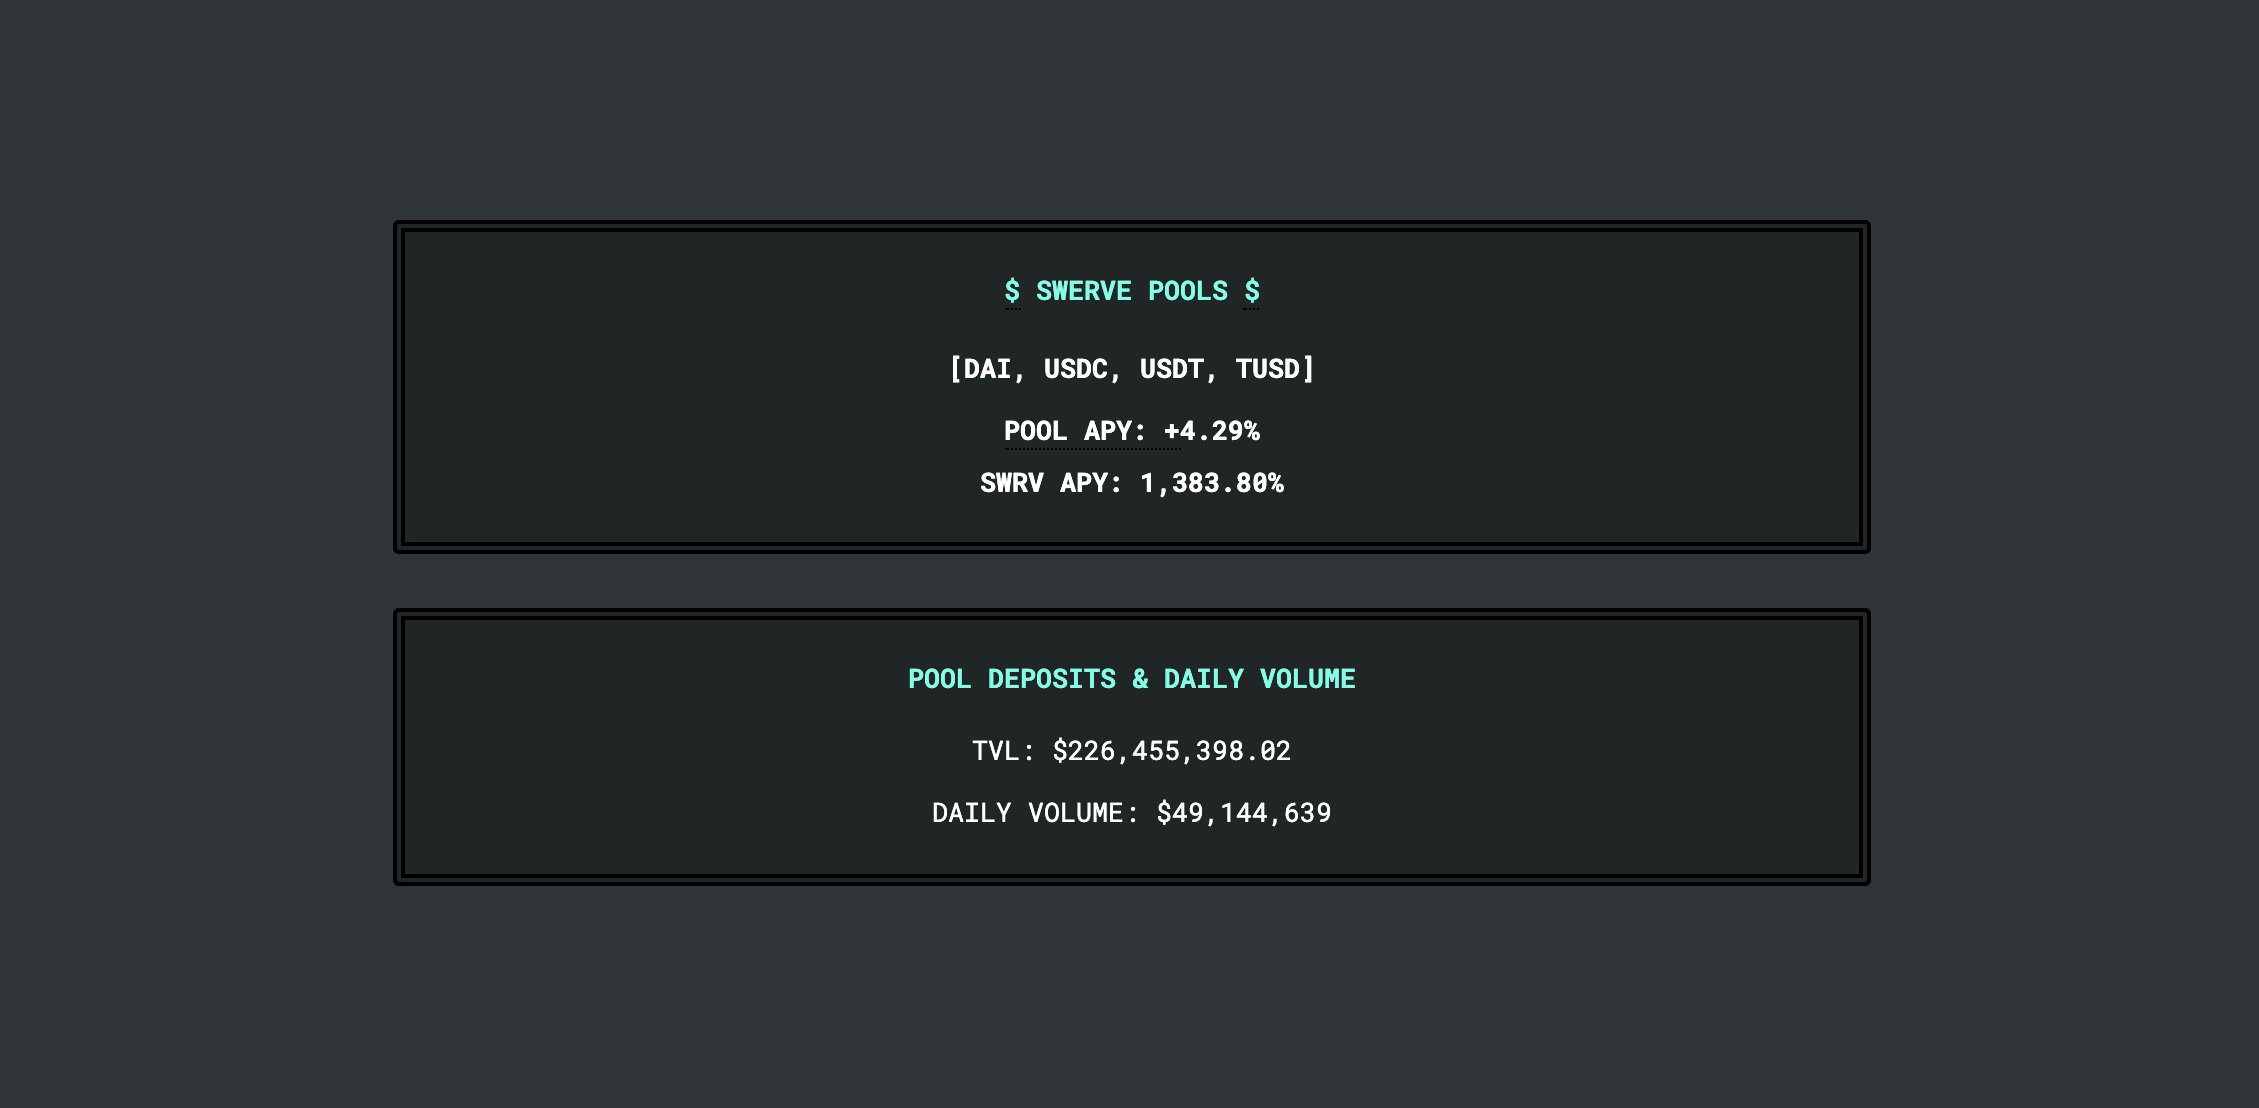 $ SWERVE POOLS $
[DAI, USDC, USDT, TUSD]
POOL APY: +4.29%
SWRV APY: 1,383.80%
POOL DEPOSITS & DAILY VOLUME
TVL: $226,455,398.02
DAILY VOLUME: $49,144,639